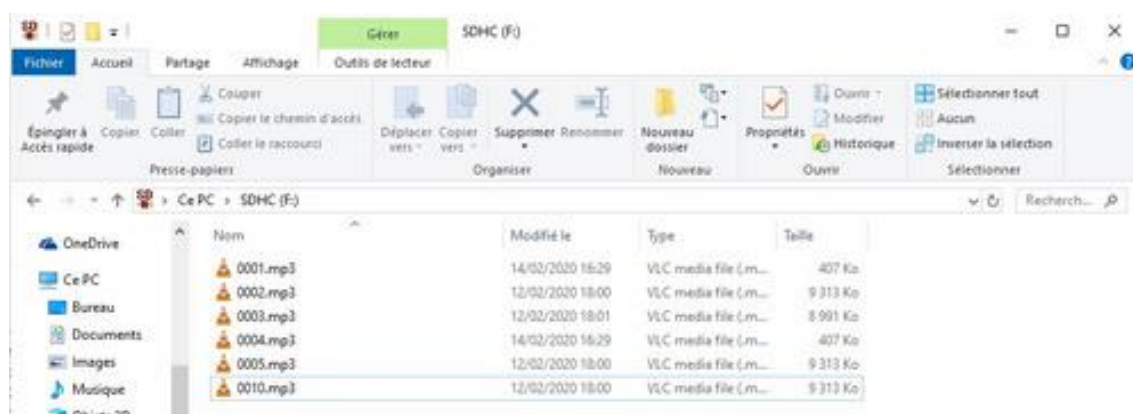 Gérer SDHC (F:)
Fichier Accueil Partage Affichage Outils de lecteur
Épingler à Accès rapide
Copier
Coller
Couper
Copier le chemin d'accès
Coller le raccourci
Presse-papiers
Déplacer vers
Copier vers
Supprimer
Renommer
Organiser
Nouveau dossier
Nouveau
Propriétés
Ouvrir
Modifier
Historique
Ouvrir
Sélectionner tout
Aucun
Inverser la sélection
Sélectionner
Ce PC > SDHC (F:) Recherch...
OneDrive
Ce PC
Bureau
Documents
Images
Musique
Nom Modifié le Type Taille
0001.mp3 14/02/2020 16:29 VLC media file (.m... 407 Ko
0002.mp3 12/02/2020 18:00 VLC media file (.m... 9 313 Ko
0003.mp3 12/02/2020 18:01 VLC media file (.m... 8 991 Ko
0004.mp3 14/02/2020 16:29 VLC media file (.m... 407 Ko
0005.mp3 12/02/2020 18:00 VLC media file (.m... 9 313 Ko
0010.mp3 12/02/2020 18:00 VLC media file (.m... 9 313 Ko